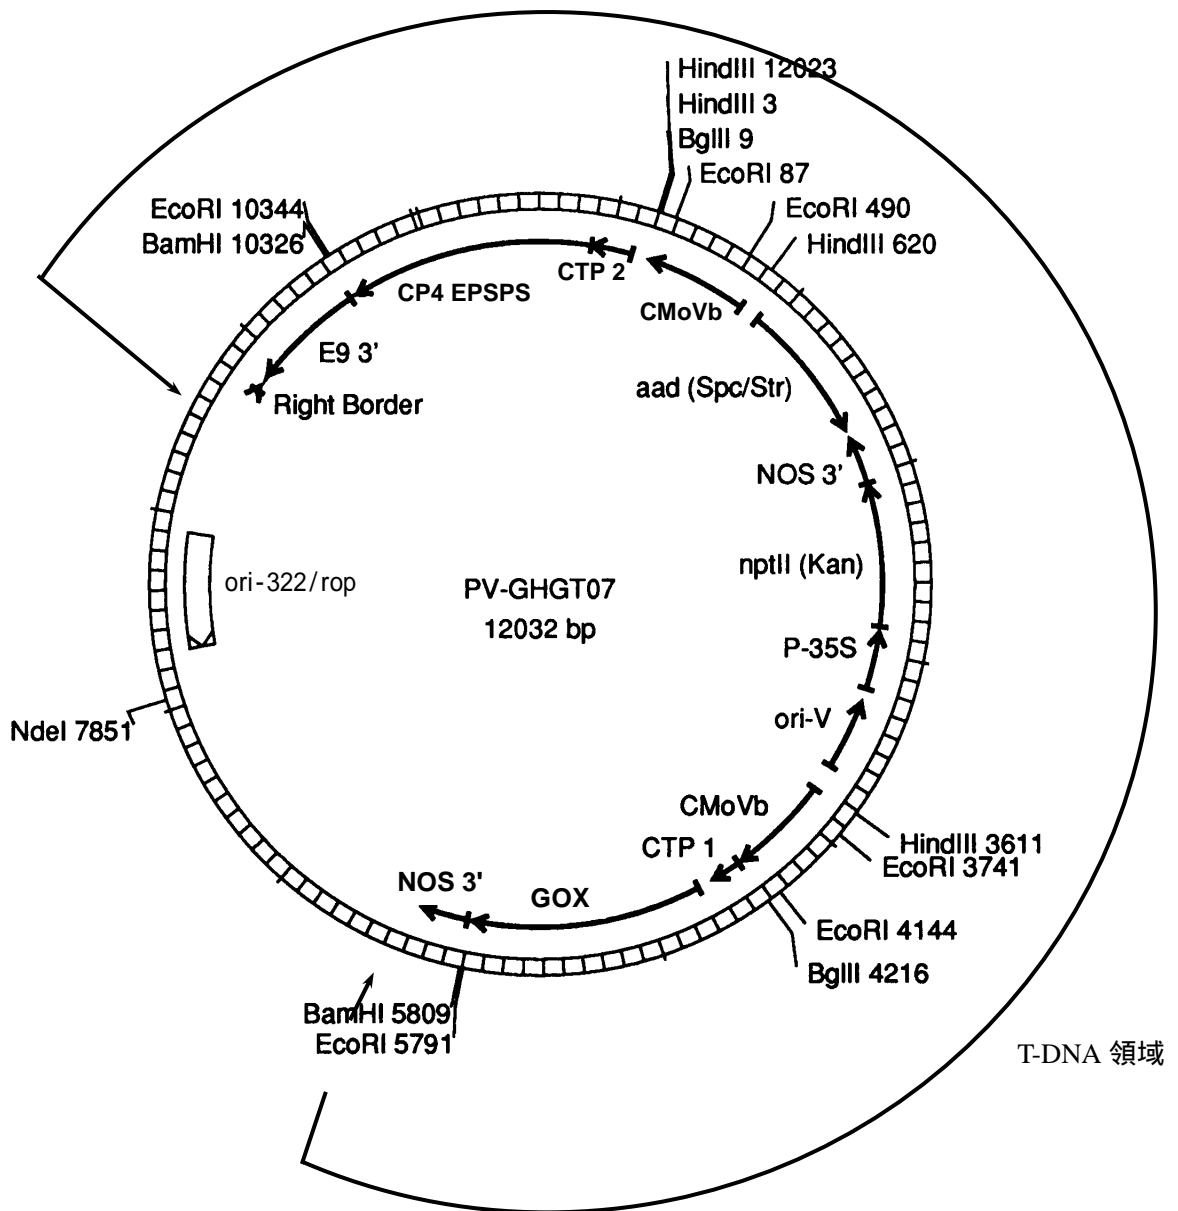 HindIII 12023
HindIII 3
BglII 9
EcoRI 87
EcoRI 490
HindIII 620
EcoRI 10344
BamHI 10326
CTP 2
CP4 EPSPS
CMoVb
E9 3’
aad (Spc/Str)
Right Border
NOS 3’
nptII (Kan)
ori-322/rop
PV-GHGT07
12032 bp
P-35S
ori-V
NdeI 7851
CMoVb
CTP 1
HindIII 3611
EcoRI 3741
NOS 3'
GOX
EcoRI 4144
BglII 4216
BamHI 5809
EcoRI 5791
T-DNA 領域